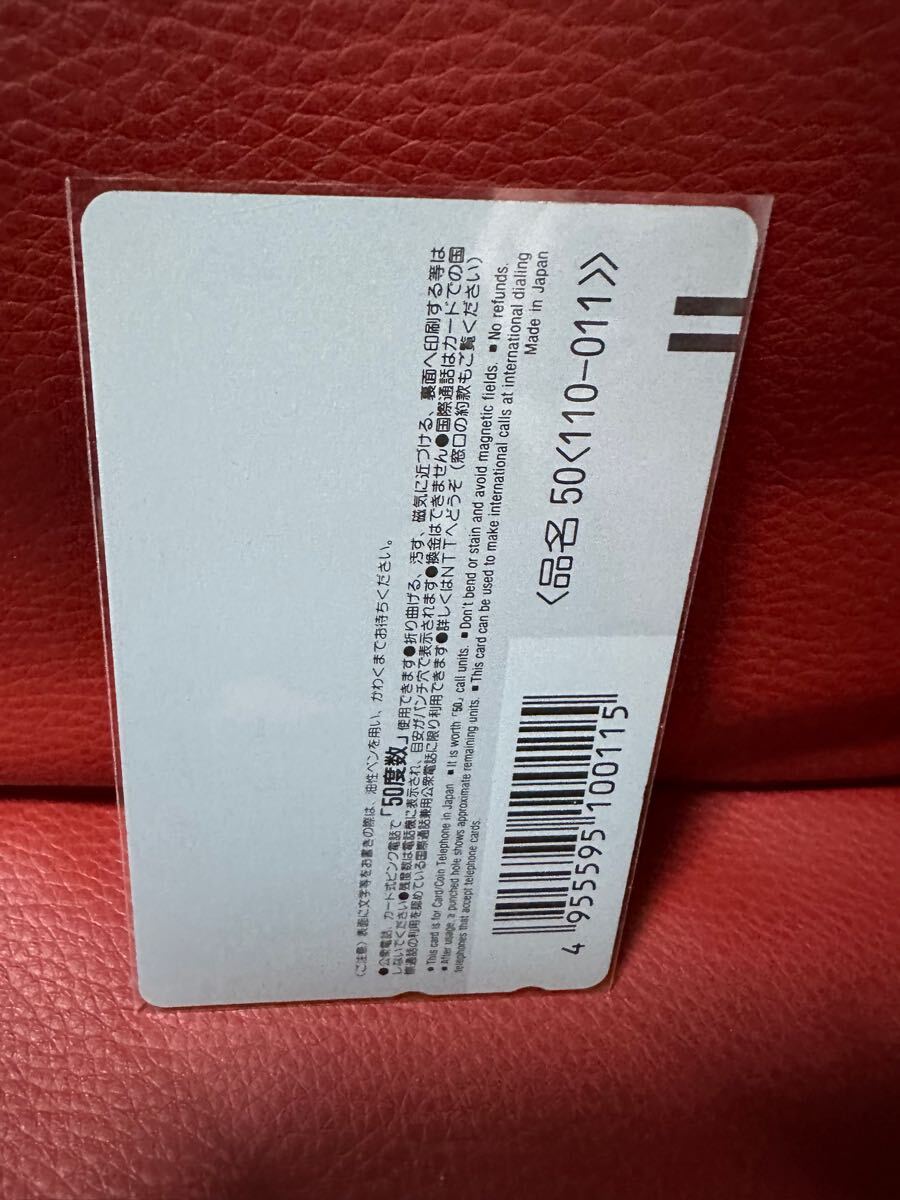 〈ご注意〉表面に文字等をお書きの際は、油性ペンを用い、かわくまでお待ちください。
●公衆電話、カード式ピンク電話で「50度数」使用できます●折り曲げる、汚す、磁気に近づける、裏面へ印刷する等は
しないでください●残度数は電話機に表示され、目安がパンチ穴で表示されます●換金はできません●国際通話はカードでの国
際通話の利用を認めている国際通話兼用公衆電話に限り利用できます●詳しくはNTTへどうぞ(窓口の約款もご覧ください)
●This card is for Card/Coin Telephone in Japan. ■It is worth「50」call units. ■Don't bend or stain and avoid magnetic fields. ■No refunds.
●After usage, a punched hole shows approximate remaining units. ■This card can be used to make international calls at international dialing
telephones that accept telephone cards.
Made in Japan
〈品名 50〈110-011〉〉
4 955595 100115